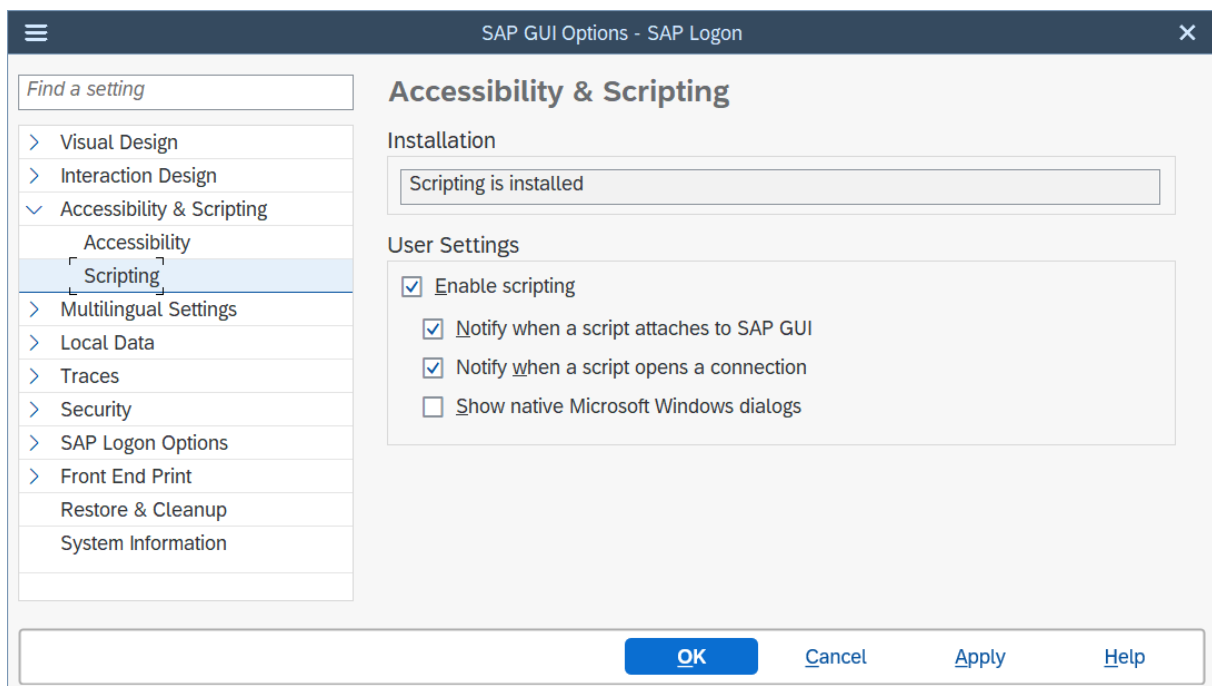 SAP GUI Options - SAP Logon
Find a setting
Visual Design
Interaction Design
Accessibility & Scripting
Accessibility
Scripting
Multilingual Settings
Local Data
Traces
Security
SAP Logon Options
Front End Print
Restore & Cleanup
System Information
Accessibility & Scripting
Installation
Scripting is installed
User Settings
Enable scripting
Notify when a script attaches to SAP GUI
Notify when a script opens a connection
Show native Microsoft Windows dialogs
OK Cancel Apply Help